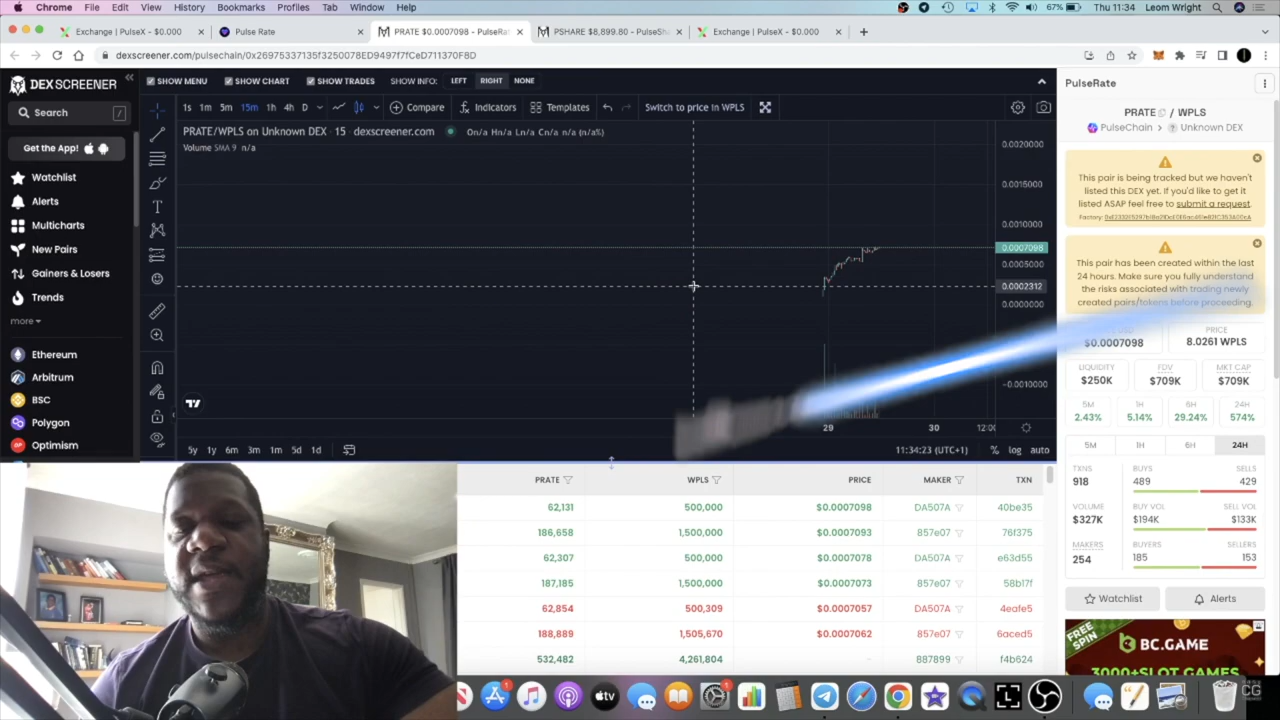 Chrome File Edit View History Bookmarks Profiles Tab Window Help 67% Thu 11:34 Leom Wright
Exchange | PulseX - $0.000 Pulse Rate PRATE $0.0007098 - PulseRa PSHARE $8,899.80 - PulseSh Exchange | PulseX - $0.000
dexscreener.com/pulsechain/0x26975337135f3250078ED9497f7fCeD711370F8D
DEX SCREENER
Search /
Get the App!
Watchlist
Alerts
Multicharts
New Pairs
Gainers & Losers
Trends
more
Ethereum
Arbitrum
BSC
Polygon
Optimism
SHOW MENU SHOW CHART SHOW TRADES SHOW INFO: LEFT RIGHT NONE
1s 1m 5m 15m 1h 4h D Compare Indicators Templates Switch to price in WPLS
PRATE/WPLS on Unknown DEX · 15 · dexscreener.com On/a Hn/a Ln/a Cn/a n/a (n/a%)
Volume SMA 9 n/a
0.0020000
0.0015000
0.0010000
0.0007098
0.0005000
0.0002312
0.0000000
-0.0010000
29 30 12:00
5y 1y 6m 3m 1m 5d 1d 11:34:23 (UTC+1) % log auto
PRATE WPLS PRICE MAKER TXN
62,131 500,000 $0.0007098 DA507A 40be35
186,658 1,500,000 $0.0007093 857e07 76f375
62,307 500,000 $0.0007078 DA507A e63d55
187,185 1,500,000 $0.0007073 857e07 58b17f
62,854 500,309 $0.0007057 DA507A 4eafe5
188,889 1,505,670 $0.0007062 857e07 6aced5
532,482 4,261,804 - 887899 f4b624
PulseRate
PRATE / WPLS
PulseChain > Unknown DEX
This pair is being tracked but we haven't
listed this DEX yet. If you'd like to get it
listed ASAP feel free to submit a request.
This pair has been created within the last
24 hours. Make sure you fully understand
the risks associated with trading newly
created pairs/tokens before proceeding.
PRICE
$0.0007098 8.0261 WPLS
LIQUIDITY FDV MKT CAP
$250K $709K $709K
5M 1H 6H 24H
2.43% 5.14% 29.24% 574%
5M 1H 6H 24H
TXNS BUYS SELLS
918 489 429
VOLUME BUY VOL SELL VOL
$327K $194K $133K
MAKERS BUYERS SELLERS
254 185 153
Watchlist Alerts
FREE SPIN BC.GAME
3000+SLOT GAMES
tv
CG